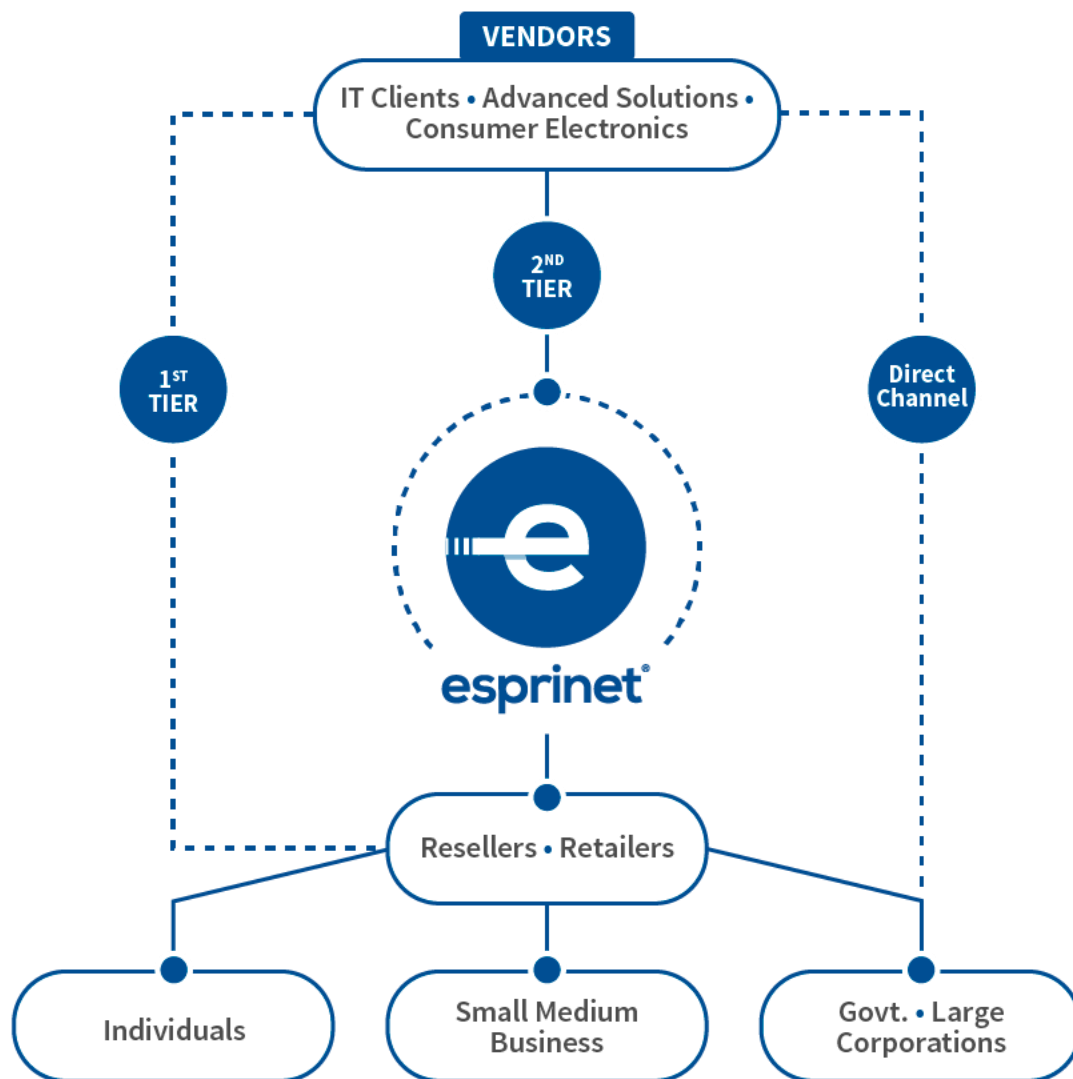 VENDORS
IT Clients • Advanced Solutions •
Consumer Electronics
2ND
TIER
1ST
TIER
Direct
Channel
e
esprinet®
Resellers • Retailers
Individuals
Small Medium
Business
Govt. • Large
Corporations